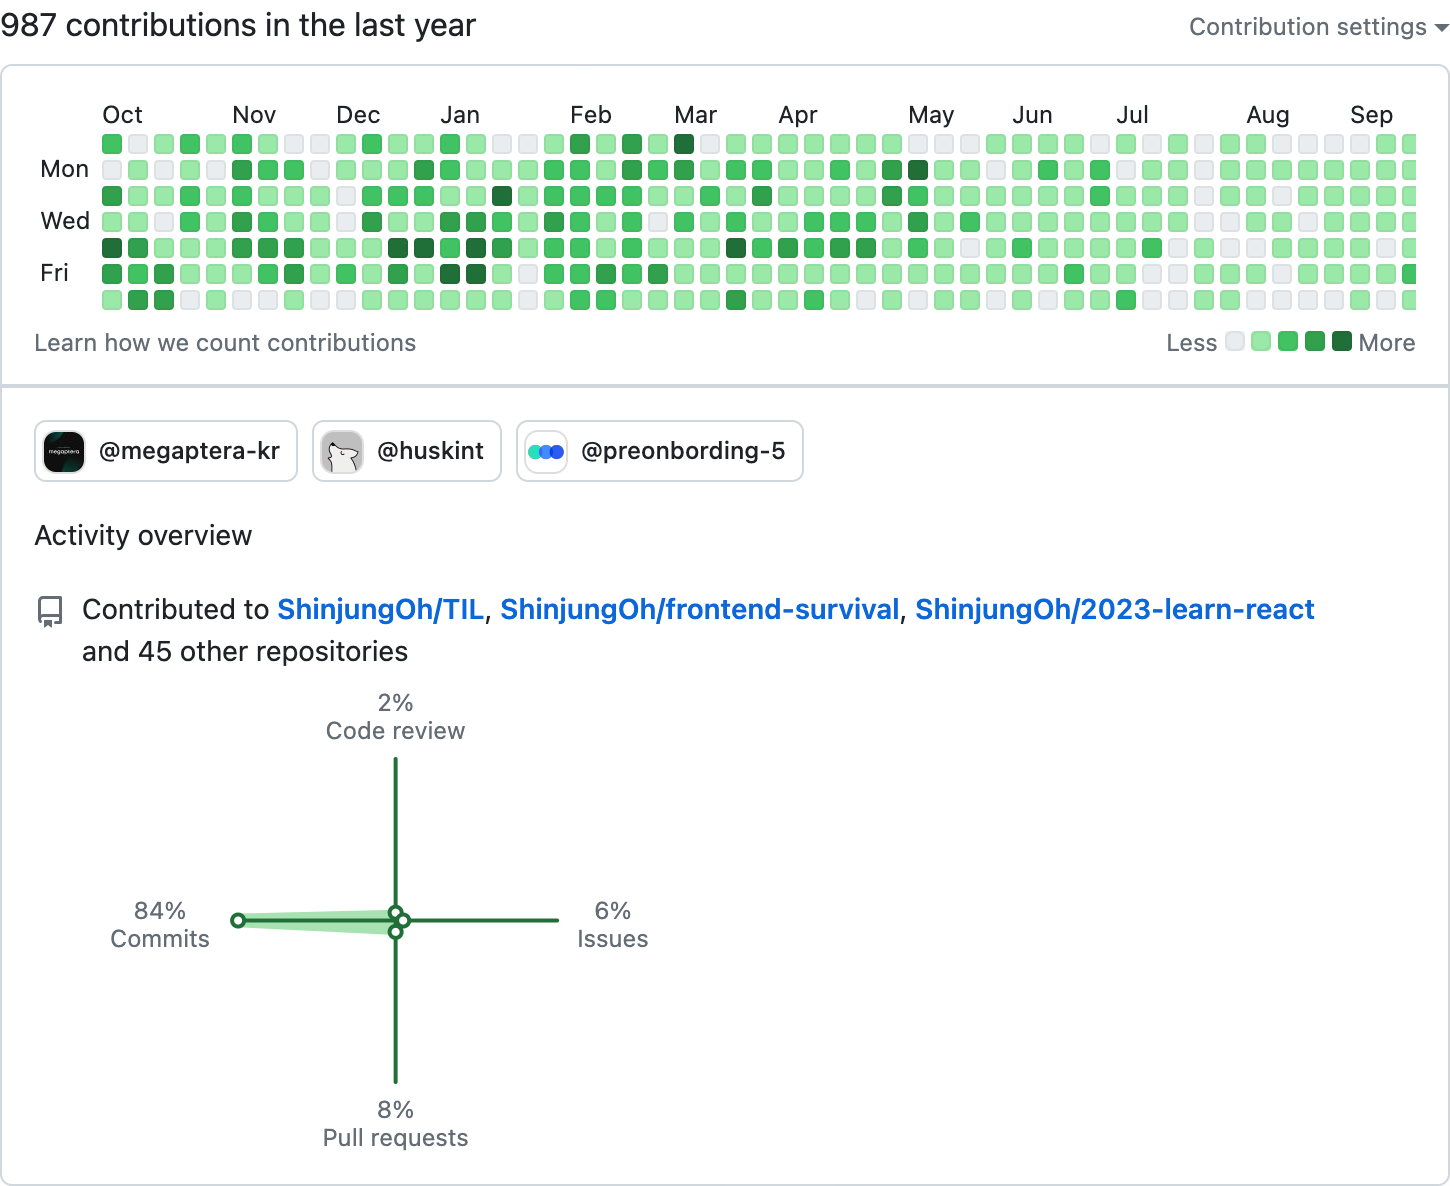 987 contributions in the last year
Contribution settings
Oct Nov Dec Jan Feb Mar Apr May Jun Jul Aug Sep
Mon
Wed
Fri
Learn how we count contributions
Less More
megaptera
@megaptera-kr @huskint @preonbording-5
Activity overview
Contributed to ShinjungOh/TIL, ShinjungOh/frontend-survival, ShinjungOh/2023-learn-react
and 45 other repositories
2%
Code review
84%
Commits
6%
Issues
8%
Pull requests